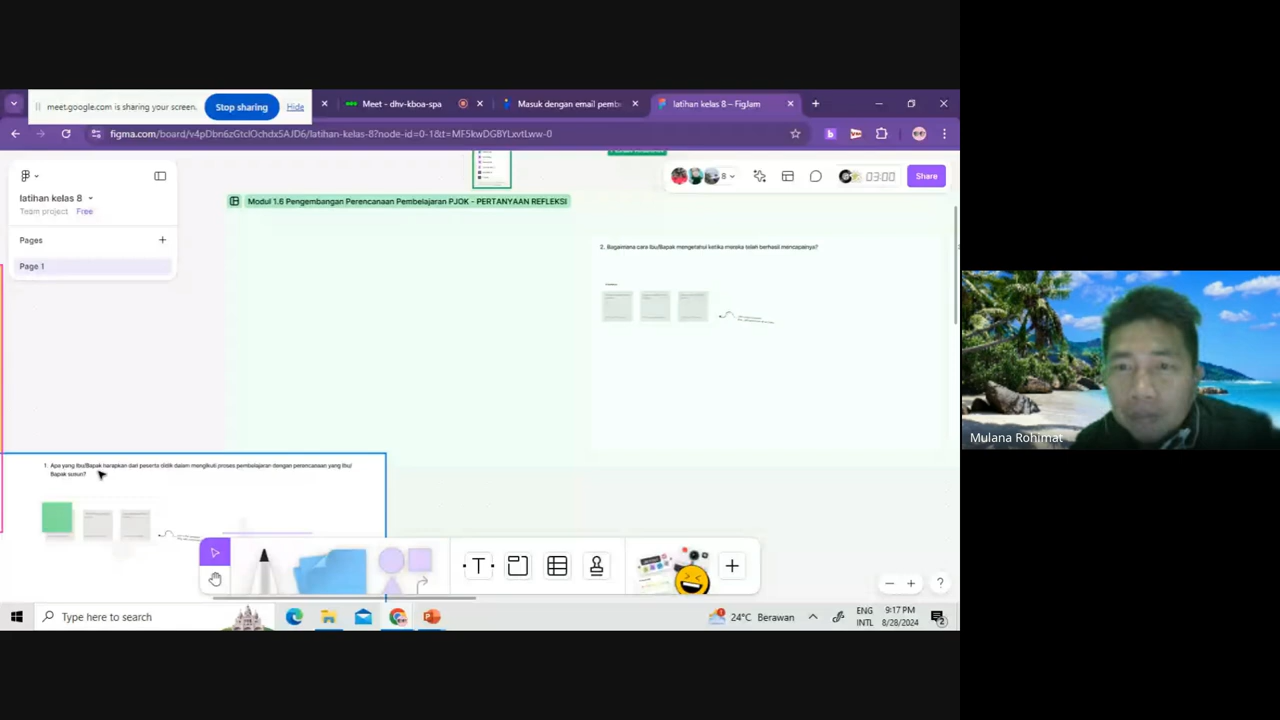 meet.google.com is sharing your screen.
Stop sharing
Hide
Meet - dhv-kboa-spa
Masuk dengan email pemb
latihan kelas 8 – FigJam
figma.com/board/v4pDbn6zGtclOchdxSAJD6/latihan-kelas-8?node-id=0-1&t=MF5kwDGBYLxvtLww-0
latihan kelas 8
Team project Free
Pages
Page 1
8
03:00
Share
Modul 1.6 Pengembangan Perencanaan Pembelajaran PJOK - PERTANYAAN REFLEKSI
2. Bagaimana cara Ibu/Bapak mengetahui ketika mereka telah berhasil mencapainya?
1. Apa yang Ibu/Bapak harapkan dari peserta didik dalam mengikuti proses pembelajaran dengan perencanaan yang Ibu/
Bapak susun?
T
Mulana Rohimat
Type here to search
24°C Berawan
ENG
INTL
9:17 PM
8/28/2024
2